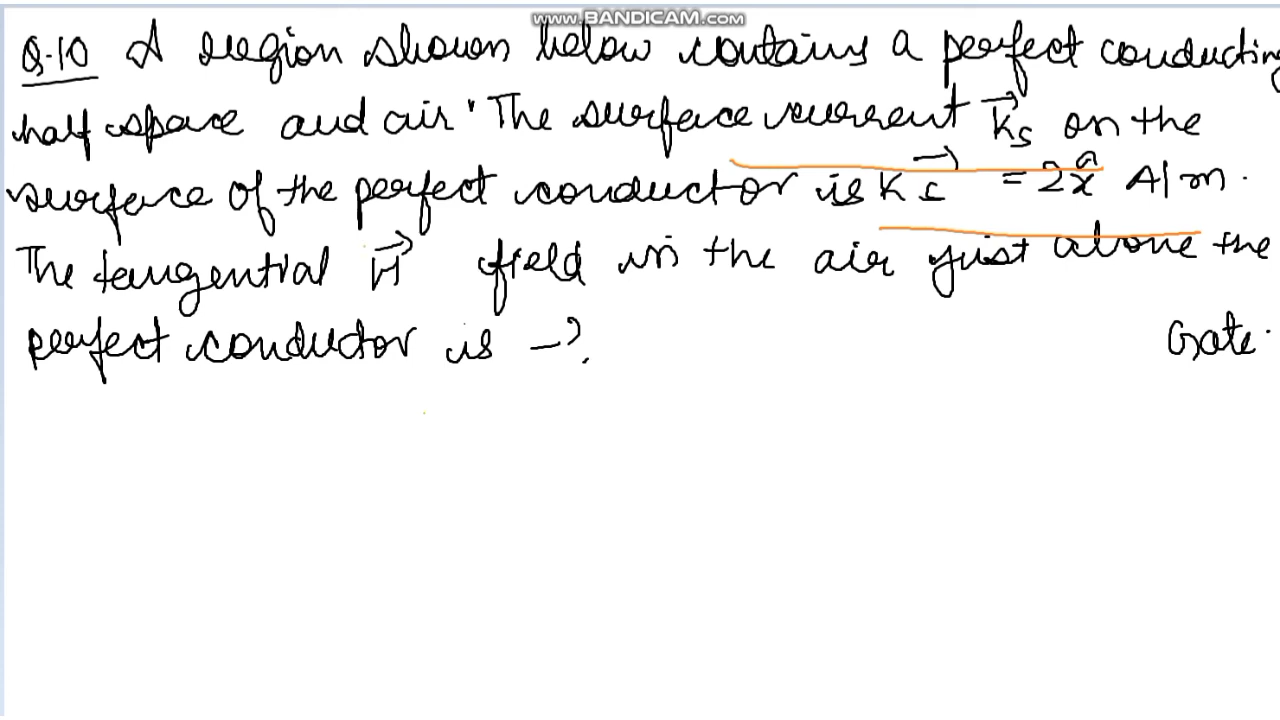 www.BANDICAM.com
Q.10 A region shown below contains a perfect conducting
half space and air. The surface current K⃗s on the
surface of the perfect conductor is K⃗s = 2x̂ A/m.
The tangential H⃗ field in the air just above the
perfect conductor is →?
Gate.